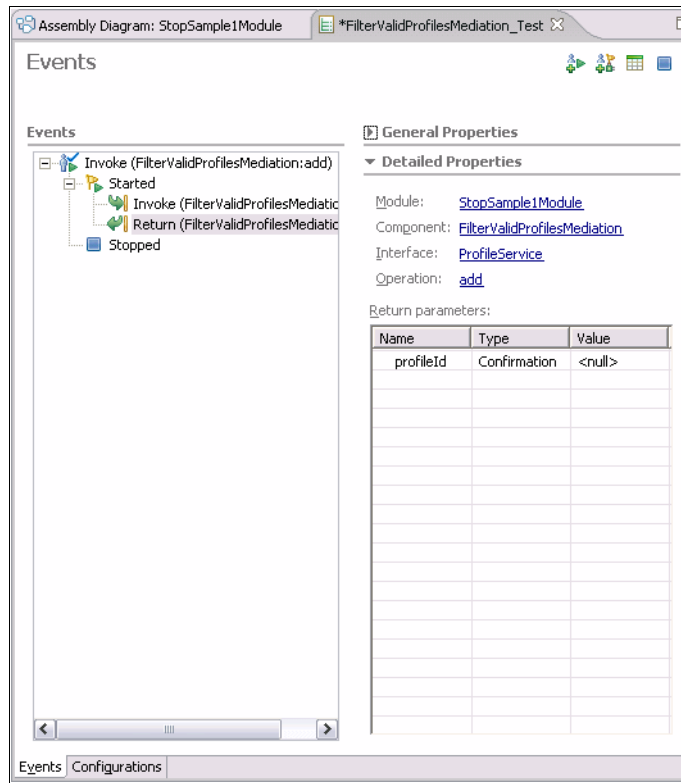 Assembly Diagram: StopSample1Module
*FilterValidProfilesMediation_Test
Events
Events
Invoke (FilterValidProfilesMediation:add)
Started
Invoke (FilterValidProfilesMediatic
Return (FilterValidProfilesMediatic
Stopped
General Properties
Detailed Properties
Module: StopSample1Module
Component: FilterValidProfilesMediation
Interface: ProfileService
Operation: add
Return parameters:
Name Type Value
profileId Confirmation <null>
Events Configurations